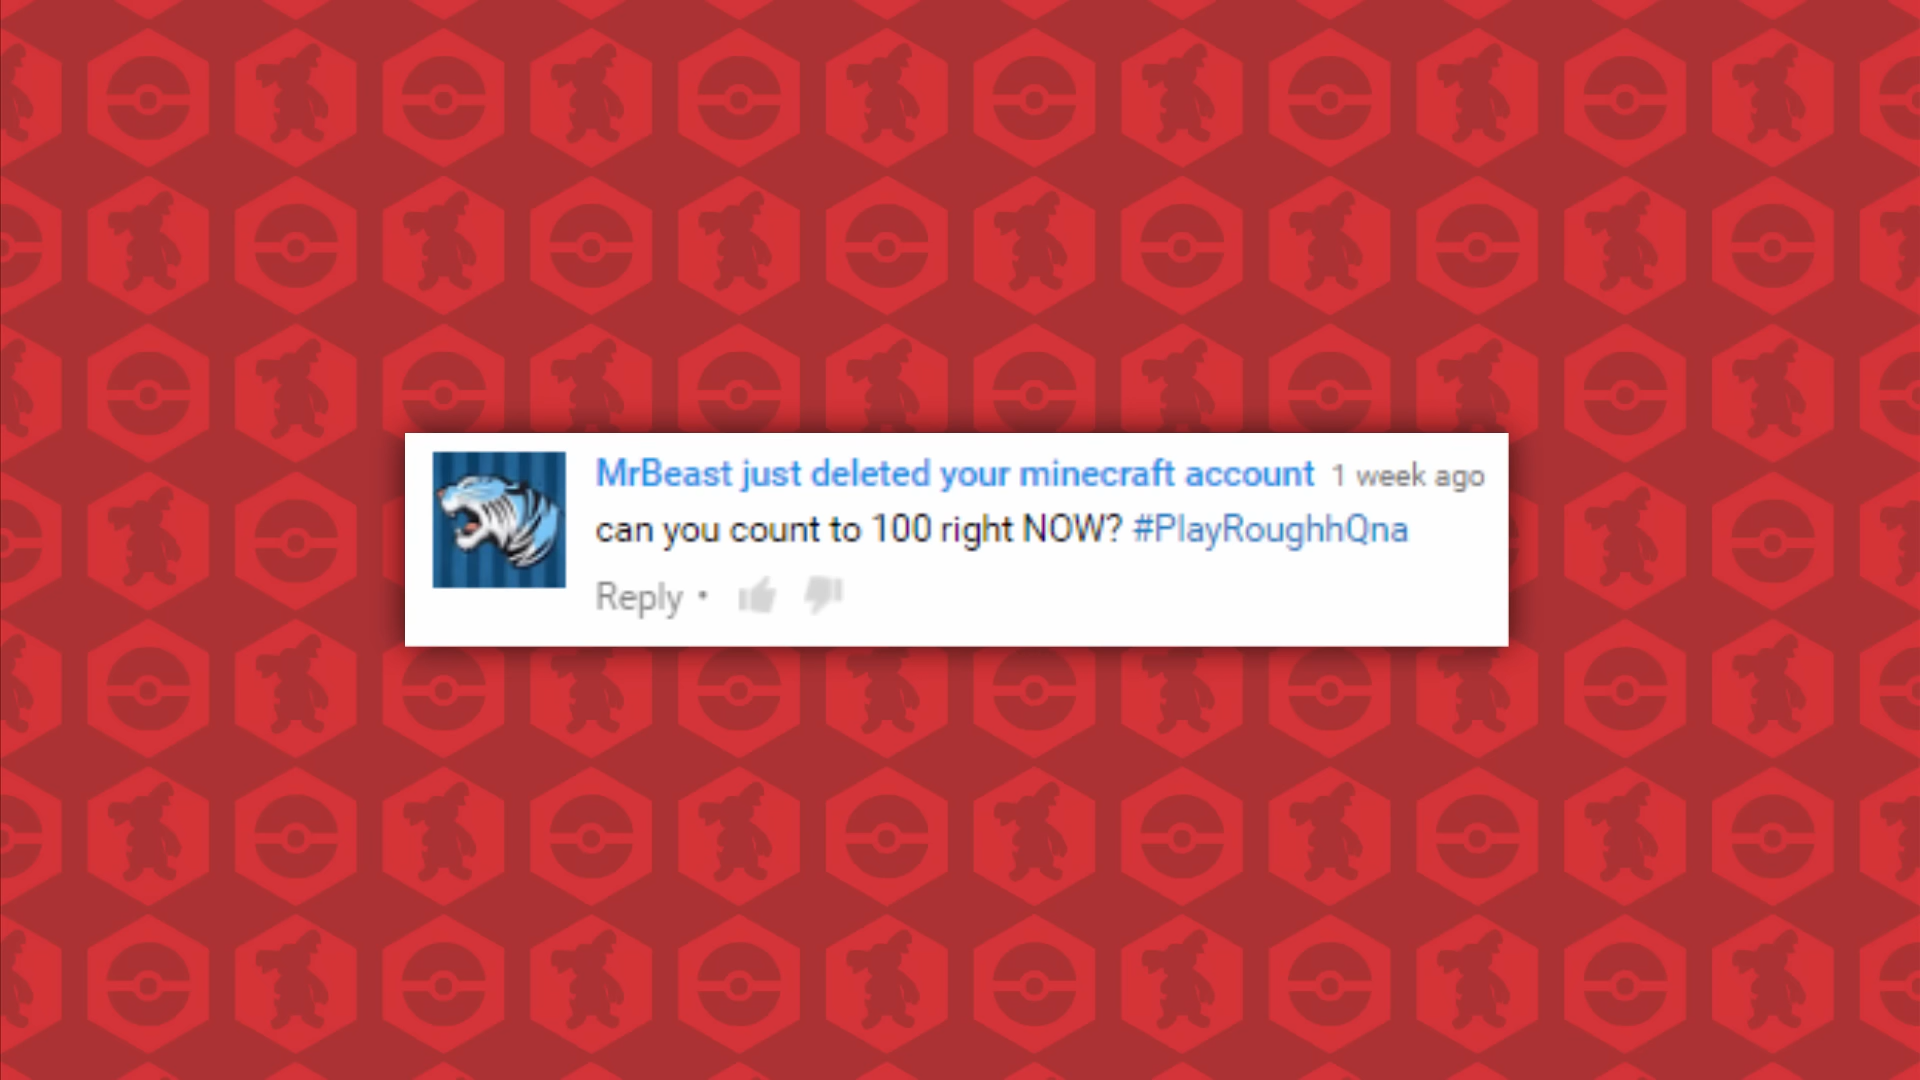 MrBeast just deleted your minecraft account 1 week ago
can you count to 100 right NOW? #PlayRoughhQna
Reply •